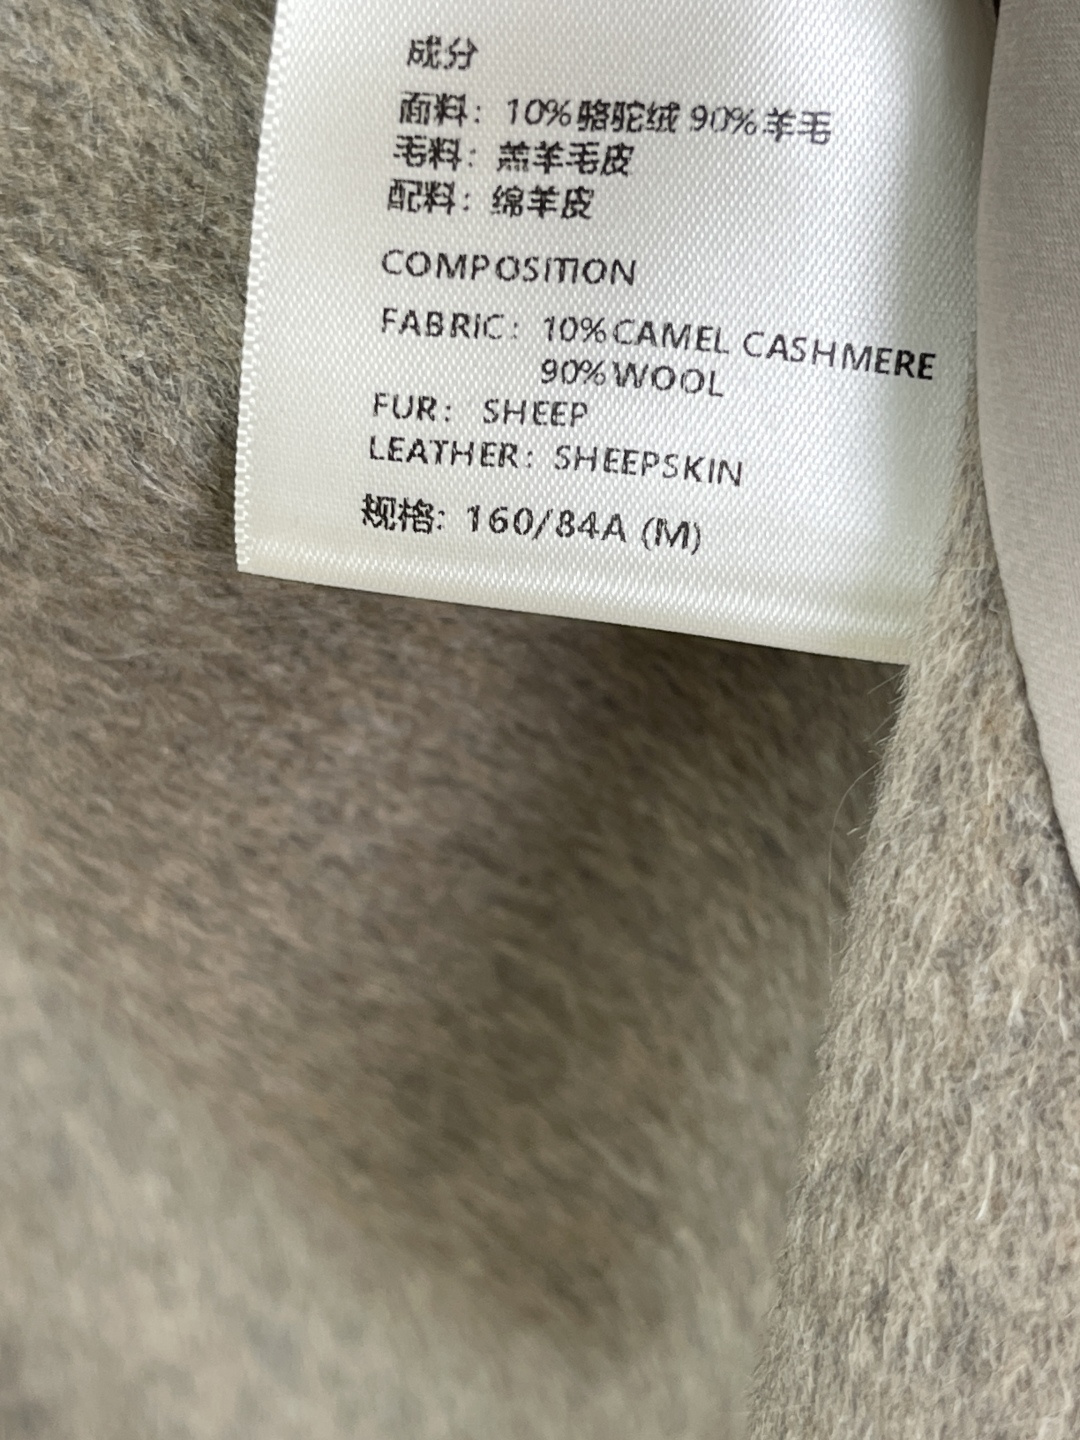 成分
面料：10%骆驼绒 90%羊毛
毛料：羔羊毛皮
配料：绵羊皮
COMPOSITION
FABRIC： 10%CAMEL CASHMERE
90%WOOL
FUR： SHEEP
LEATHER： SHEEPSKIN
规格: 160/84A (M)